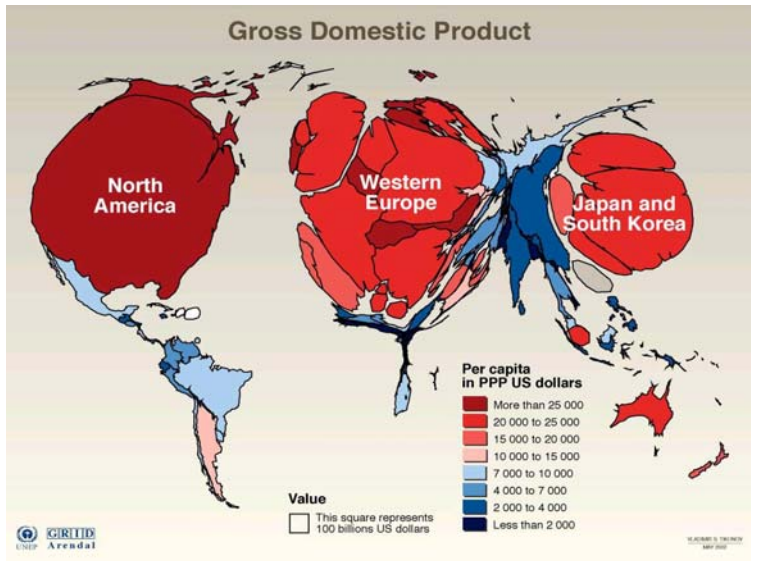 Gross Domestic Product
North
America
Western
Europe
Japan and
South Korea
Per capita
in PPP US dollars
More than 25 000
20 000 to 25 000
15 000 to 20 000
10 000 to 15 000
7 000 to 10 000
4 000 to 7 000
2 000 to 4 000
Less than 2 000
Value
This square represents
100 billions US dollars
UNEP
GRID
Arendal
MAY 2002